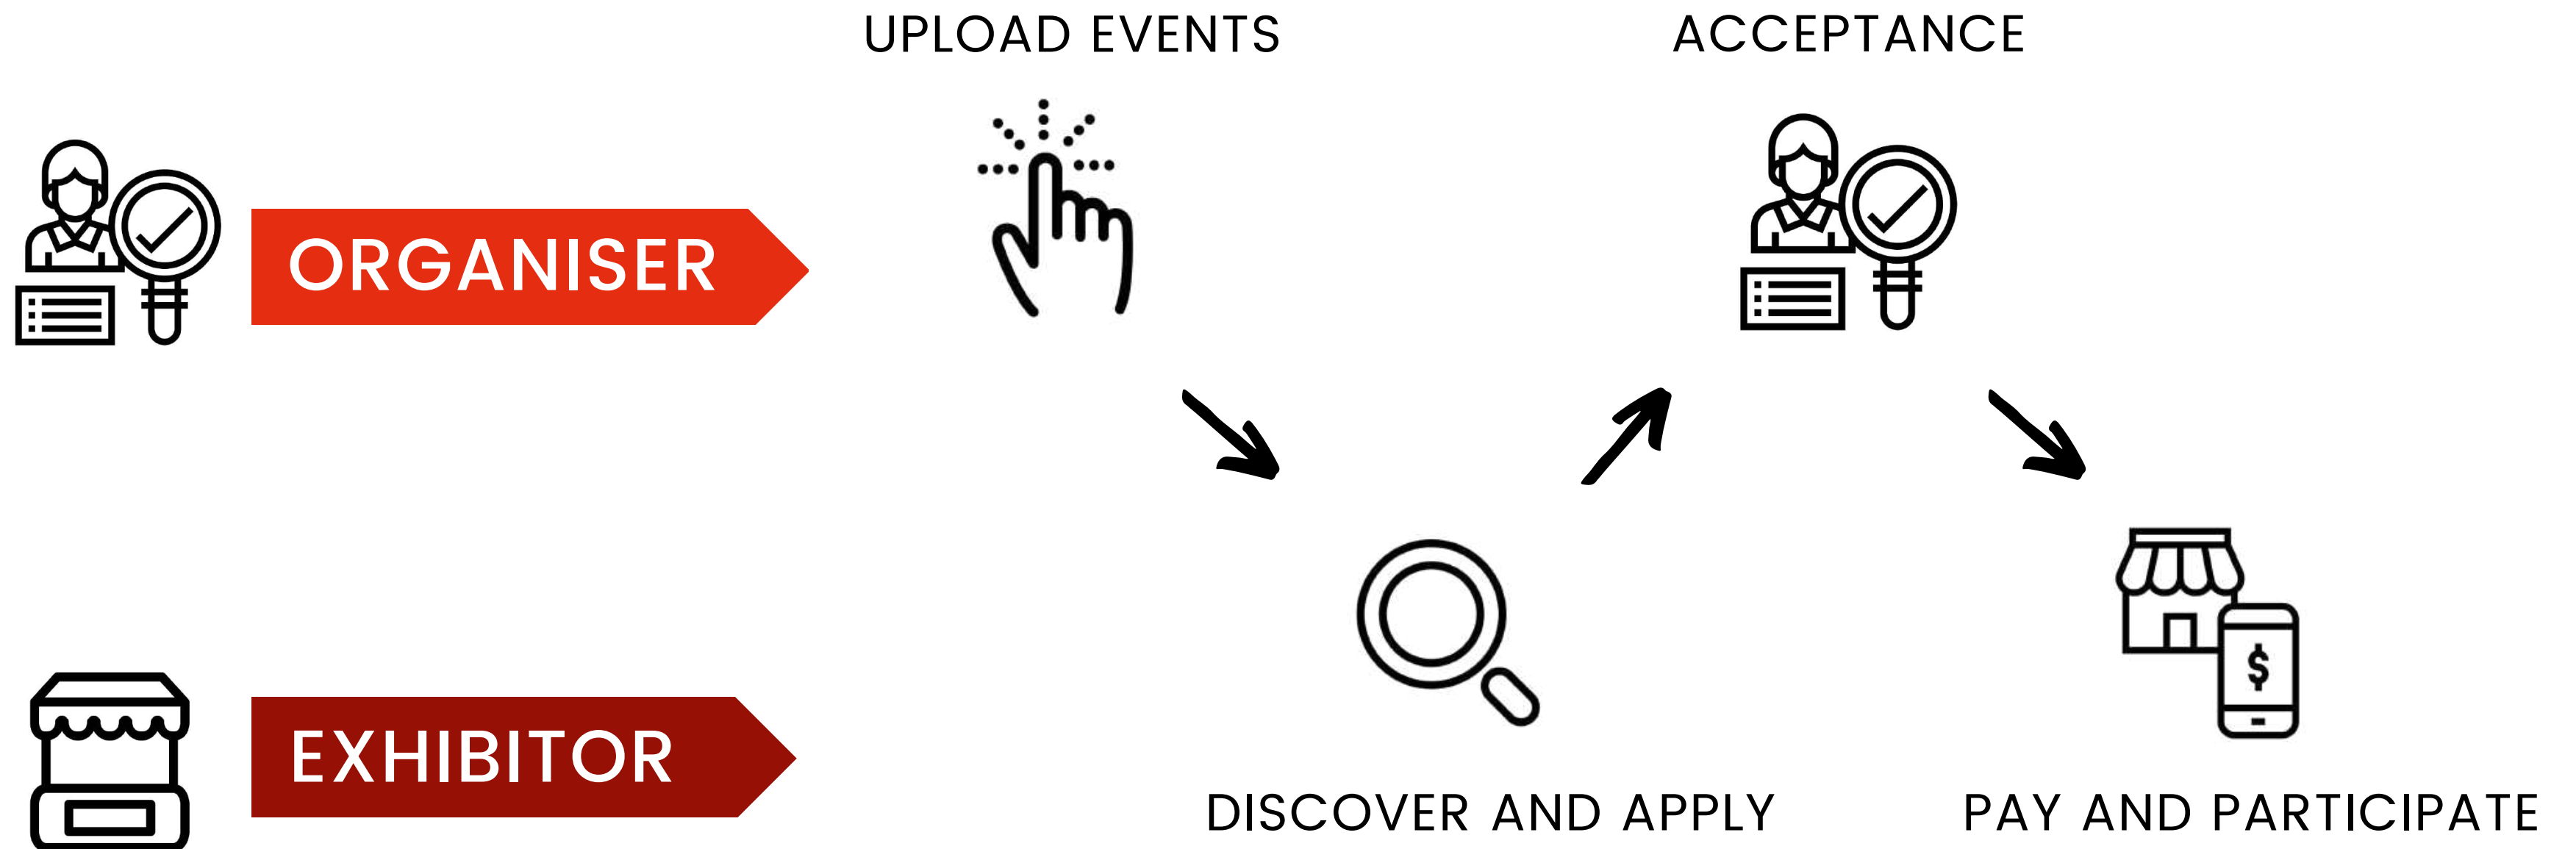 UPLOAD EVENTS
ACCEPTANCE
ORGANISER
$
EXHIBITOR
DISCOVER AND APPLY
PAY AND PARTICIPATE